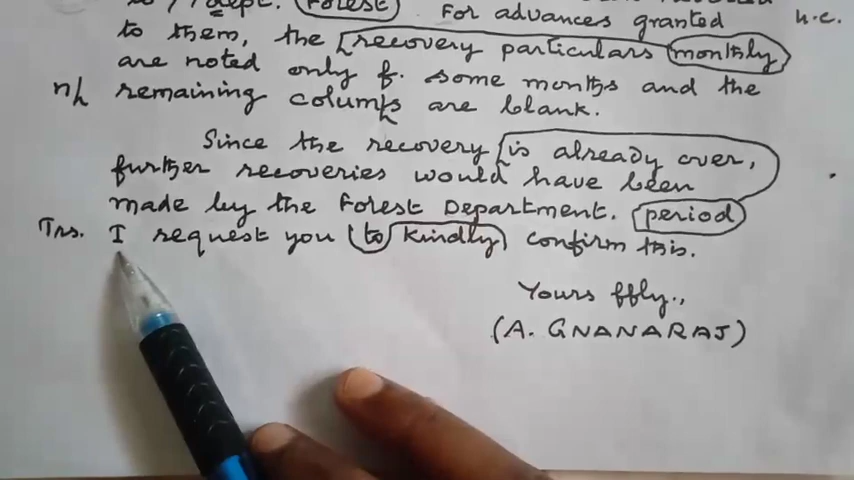 Dept. Forest For advances granted h.c.
to them, the recovery particulars monthly
are noted only f. some months and the
n/ remaining columhs are blank.
Since the recovery is already over,
further recoveries would have been
made by the Forest Department. period
Trs. I request you to Kindly confirm this.
Yours ffly.,
(A. GNANARAJ)